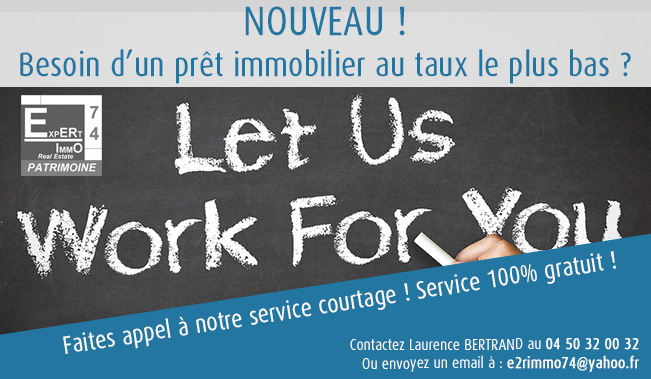 NOUVEAU !
Besoin d'un prêt immobilier au taux le plus bas ?
EXPERT 74
IMMO
Real Estate
PATRIMOINE
Let Us
Work For You
Faites appel à notre service courtage ! Service 100% gratuit !
Contactez Laurence BERTRAND au 04 50 32 00 32
Ou envoyez un email à : e2rimmo74@yahoo.fr